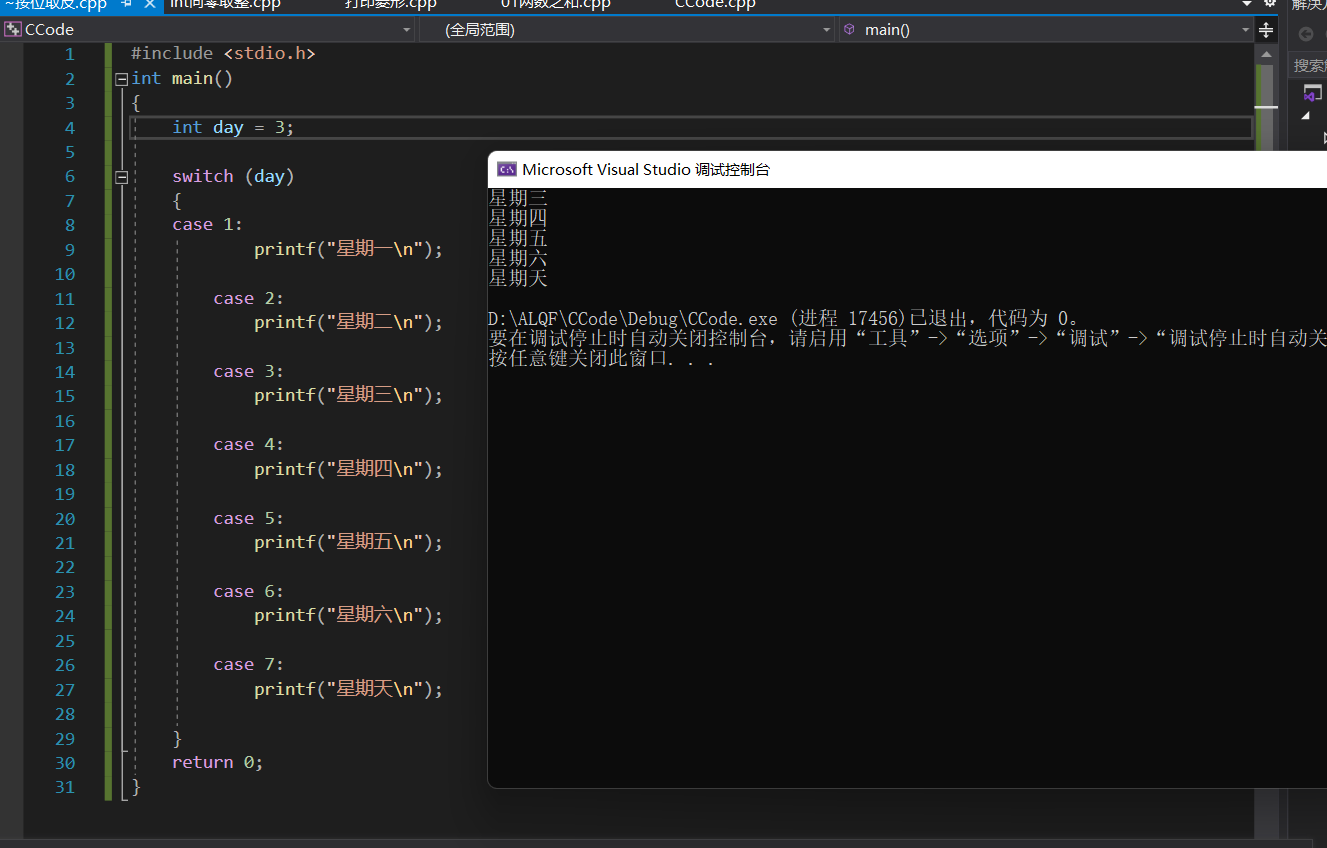 ~按位取反.cpp int向零取整.cpp 打印菱形.cpp 01两数之和.cpp CCode.cpp
CCode (全局范围) main()
搜索
1 #include <stdio.h>
2 int main()
3 {
4 int day = 3;
5
6 switch (day)
7 {
8 case 1:
9 printf("星期一\n");
10
11 case 2:
12 printf("星期二\n");
13
14 case 3:
15 printf("星期三\n");
16
17 case 4:
18 printf("星期四\n");
19
20 case 5:
21 printf("星期五\n");
22
23 case 6:
24 printf("星期六\n");
25
26 case 7:
27 printf("星期天\n");
28
29 }
30 return 0;
31 }
Microsoft Visual Studio 调试控制台
星期三
星期四
星期五
星期六
星期天
D:\ALQF\CCode\Debug\CCode.exe (进程 17456)已退出，代码为 0。
要在调试停止时自动关闭控制台，请启用“工具”->“选项”->“调试”->“调试停止时自动关
按任意键关闭此窗口. . .